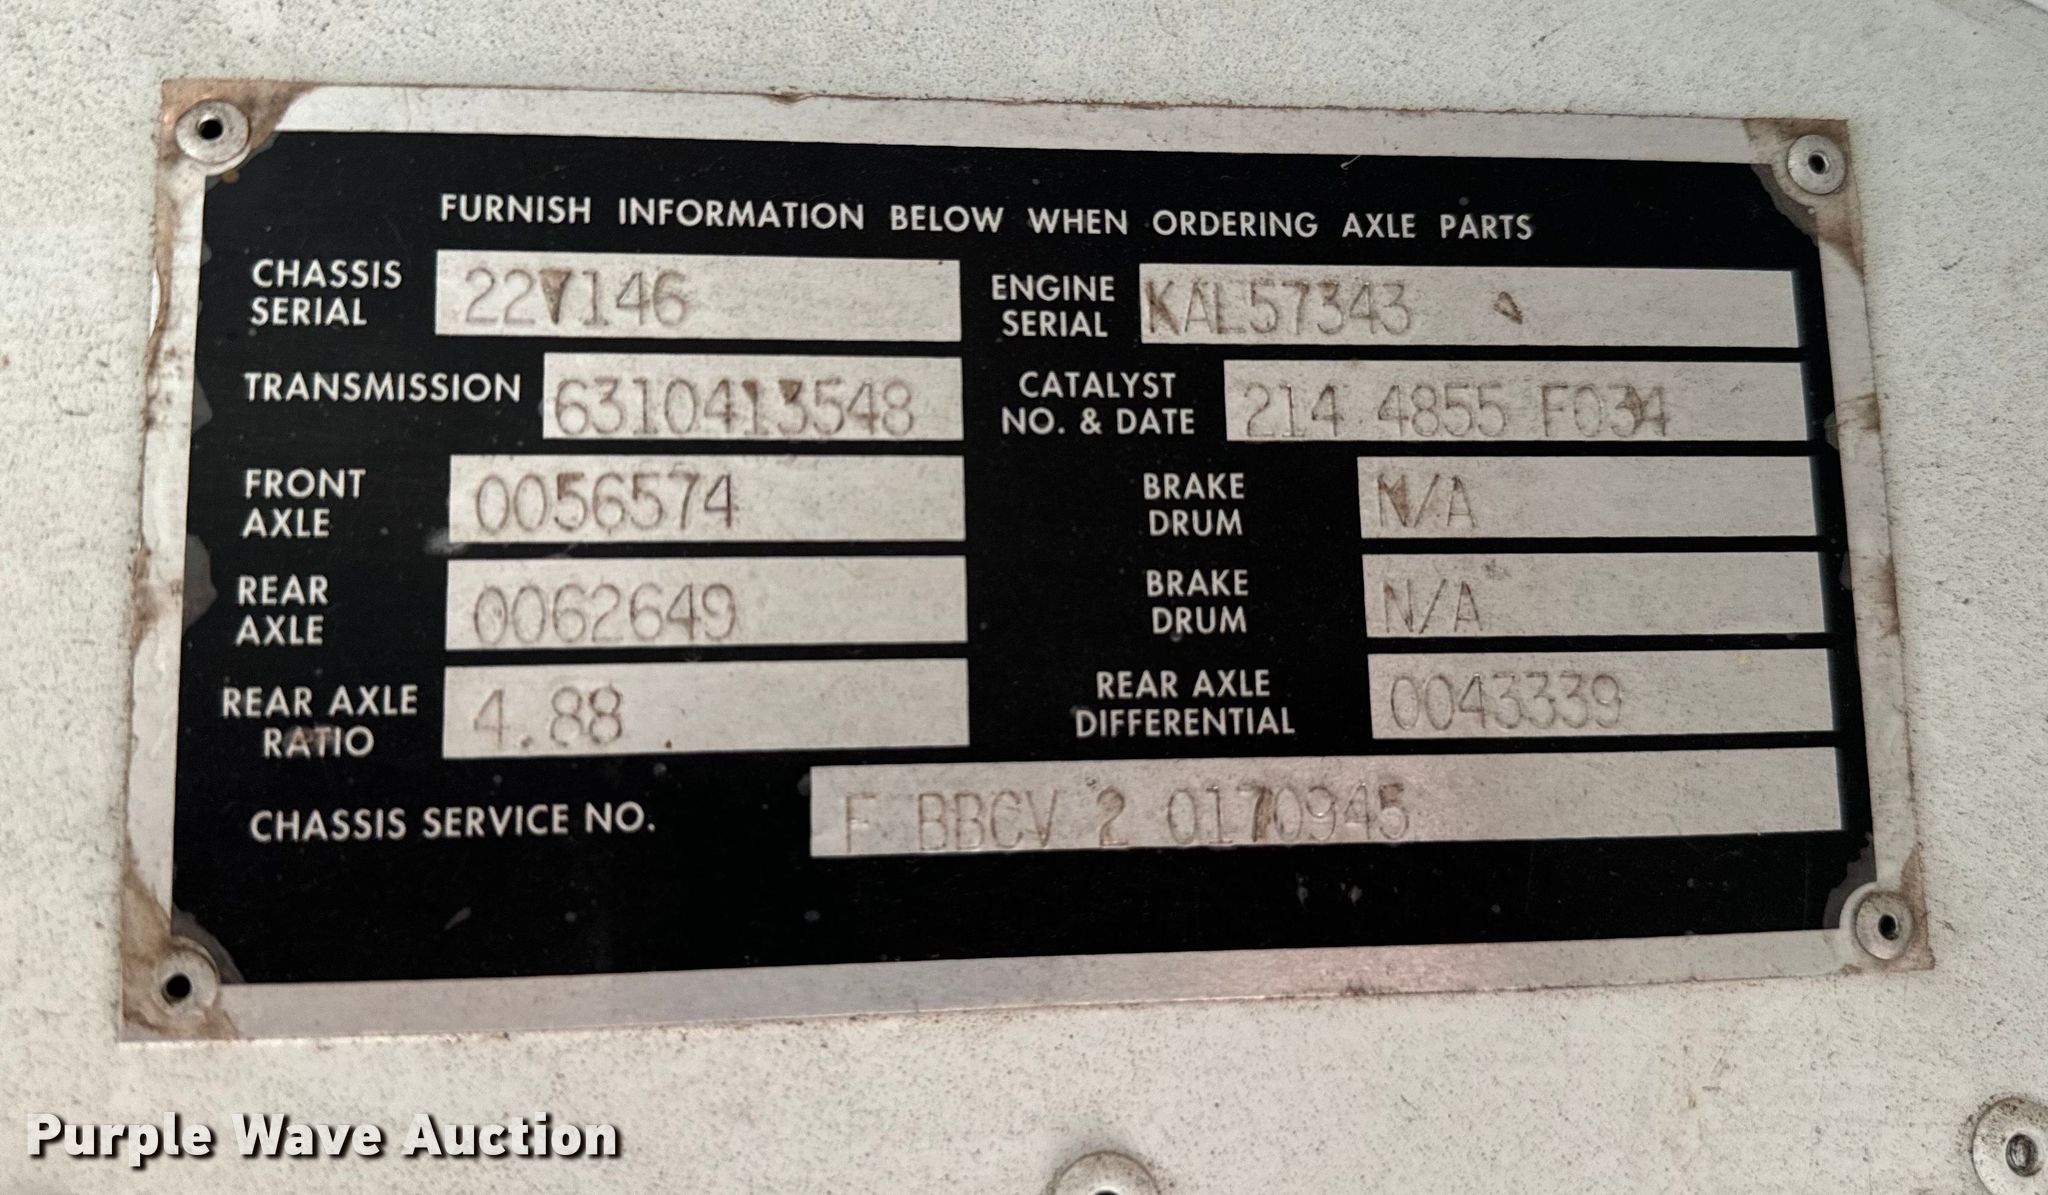 FURNISH INFORMATION BELOW WHEN ORDERING AXLE PARTS
CHASSIS SERIAL 227146
ENGINE SERIAL KAL57343
TRANSMISSION 6310413548
CATALYST NO. & DATE 214 4855 F034
FRONT AXLE 0056574
BRAKE DRUM N/A
REAR AXLE 0062649
BRAKE DRUM N/A
REAR AXLE RATIO 4.88
REAR AXLE DIFFERENTIAL 0043339
CHASSIS SERVICE NO. F BBCV 2 0170945
Purple Wave Auction